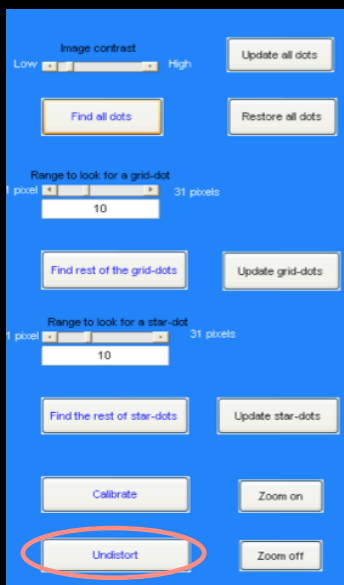 Image contrast
Low High
Update all dots
Find all dots
Restore all dots
Range to look for a grid-dot
1 pixel 31 pixels
10
Find rest of the grid-dots
Update grid-dots
Range to look for a star-dot
1 pixel 31 pixels
10
Find the rest of star-dots
Update star-dots
Calibrate
Zoom on
Undistort
Zoom off